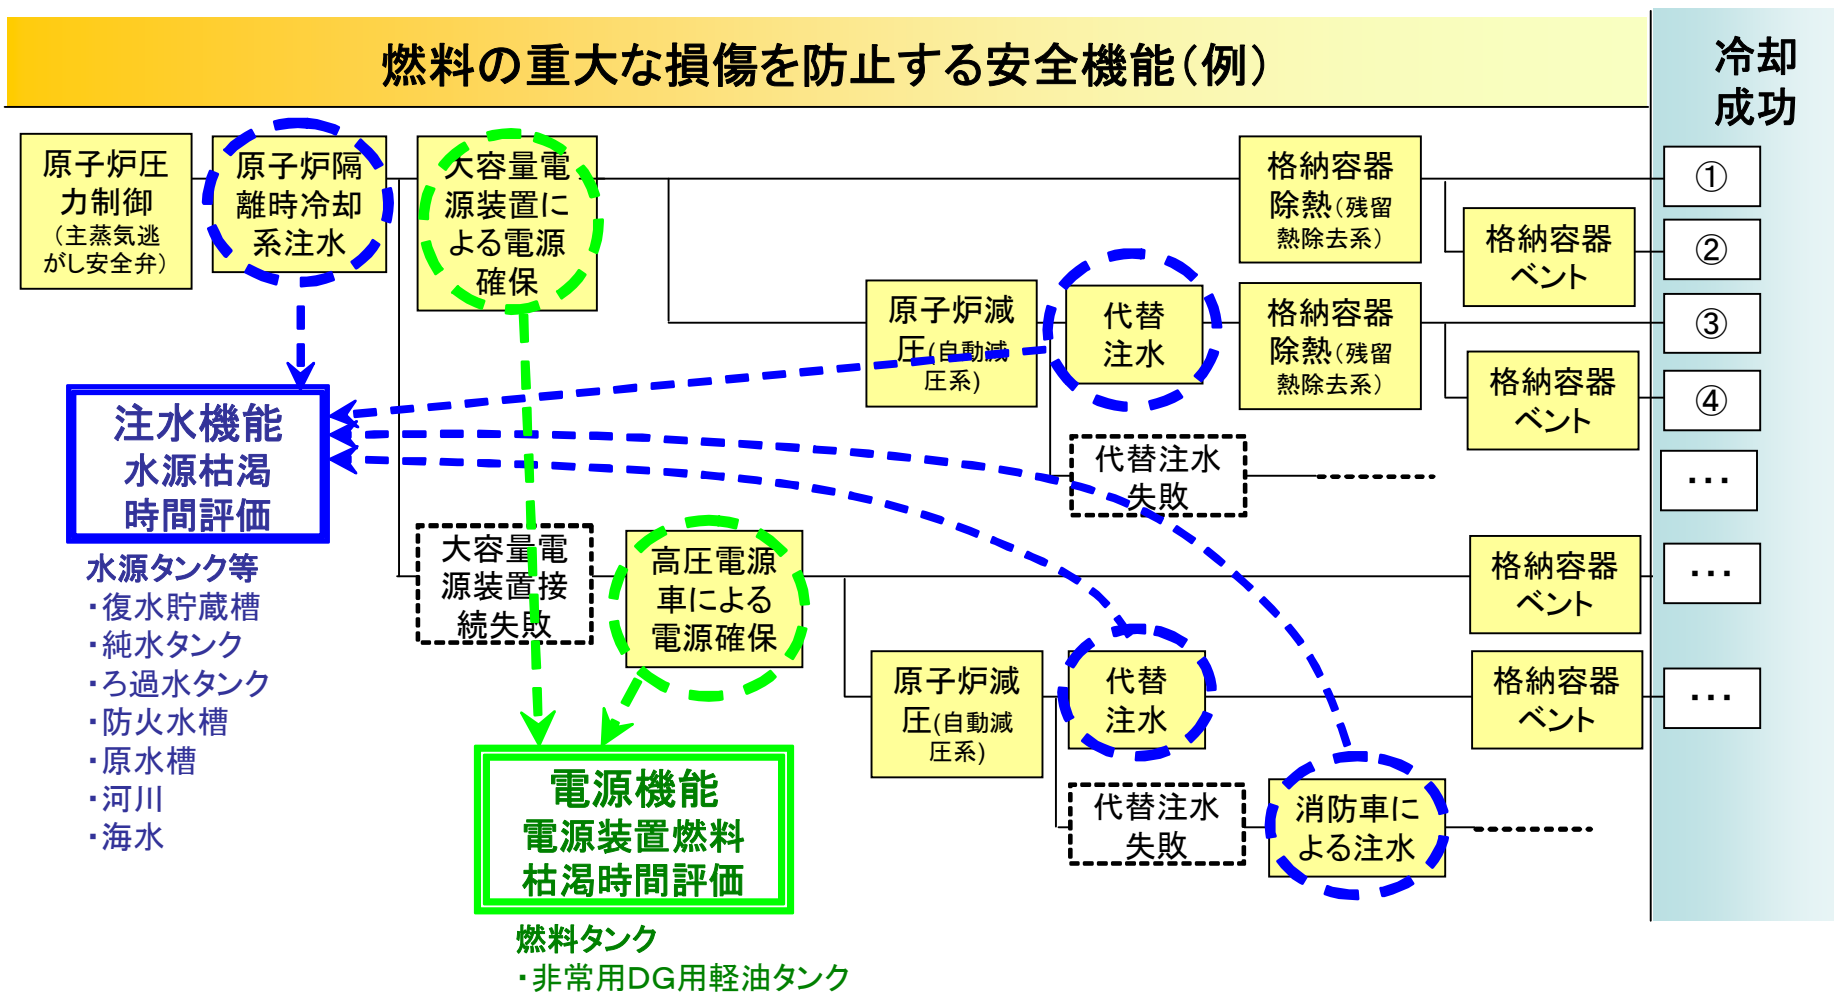 燃料の重大な損傷を防止する安全機能（例）
冷却
成功
原子炉圧
力制御
（主蒸気逃
がし安全弁）
原子炉隔
離時冷却
系注水
大容量電
源装置に
よる電源
確保
格納容器
除熱（残留
熱除去系）
①
格納容器
ベント
②
原子炉減
圧(自動減
圧系)
代替
注水
格納容器
除熱（残留
熱除去系）
③
格納容器
ベント
④
代替注水
失敗
・・・
注水機能
水源枯渇
時間評価
水源タンク等
・復水貯蔵槽
・純水タンク
・ろ過水タンク
・防火水槽
・原水槽
・河川
・海水
大容量電
源装置接
続失敗
高圧電源
車による
電源確保
格納容器
ベント
・・・
原子炉減
圧(自動減
圧系)
代替
注水
格納容器
ベント
・・・
代替注水
失敗
消防車に
よる注水
電源機能
電源装置燃料
枯渇時間評価
燃料タンク
・非常用DG用軽油タンク